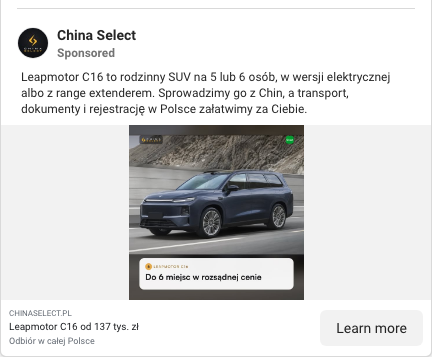 China Select
Sponsored
Leapmotor C16 to rodzinny SUV na 5 lub 6 osób, w wersji elektrycznej
albo z range extenderem. Sprowadzimy go z Chin, a transport,
dokumenty i rejestrację w Polsce załatwimy za Ciebie.
LEAPMOTOR C16
Do 6 miejsc w rozsądnej cenie
CHINASELECT.PL
Leapmotor C16 od 137 tys. zł
Odbiór w całej Polsce
Learn more